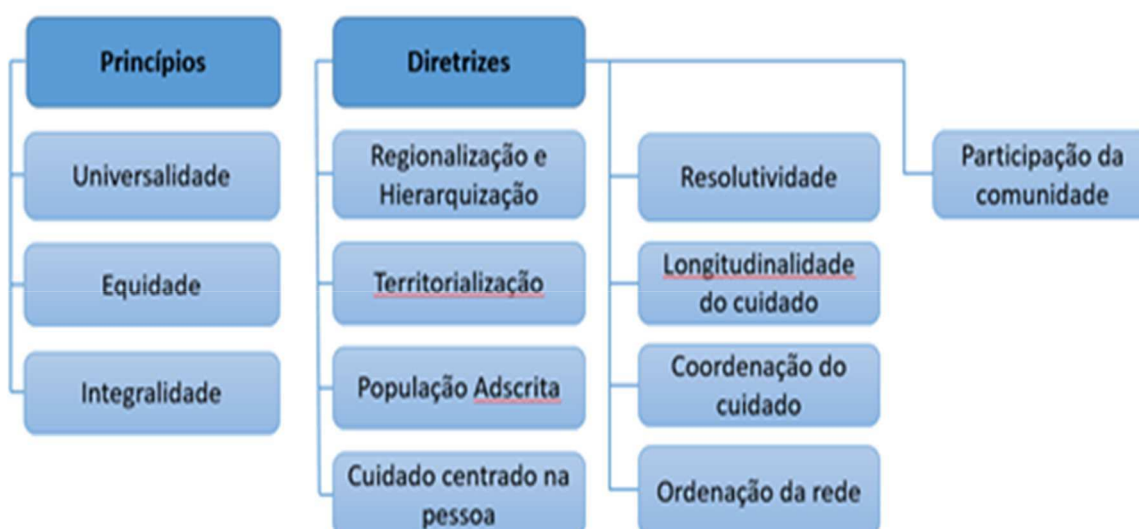 Princípios
Universalidade
Equidade
Integralidade
Diretrizes
Regionalização e
Hierarquização
Territorialização
População Adscrita
Cuidado centrado na
pessoa
Resolutividade
Longitudinalidade
do cuidado
Coordenação do
cuidado
Ordenação da rede
Participação da
comunidade